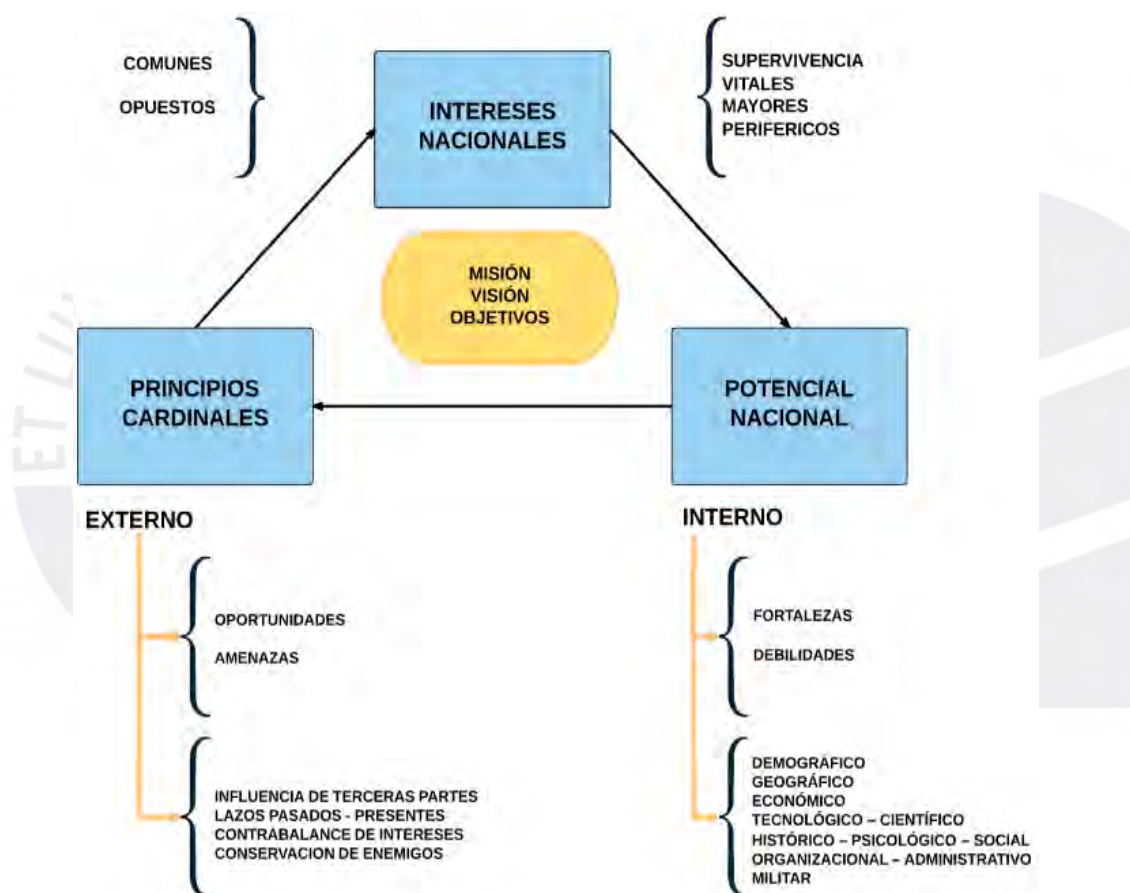 COMUNES
OPUESTOS
INTERESES
NACIONALES
SUPERVIVENCIA
VITALES
MAYORES
PERIFERICOS
MISIÓN
VISIÓN
OBJETIVOS
PRINCIPIOS
CARDINALES
POTENCIAL
NACIONAL
EXTERNO
OPORTUNIDADES
AMENAZAS
INFLUENCIA DE TERCERAS PARTES
LAZOS PASADOS - PRESENTES
CONTRABALANCE DE INTERESES
CONSERVACION DE ENEMIGOS
INTERNO
FORTALEZAS
DEBILIDADES
DEMOGRÁFICO
GEOGRÁFICO
ECONÓMICO
TECNOLÓGICO – CIENTÍFICO
HISTÓRICO – PSICOLÓGICO – SOCIAL
ORGANIZACIONAL – ADMINISTRATIVO
MILITAR
ET